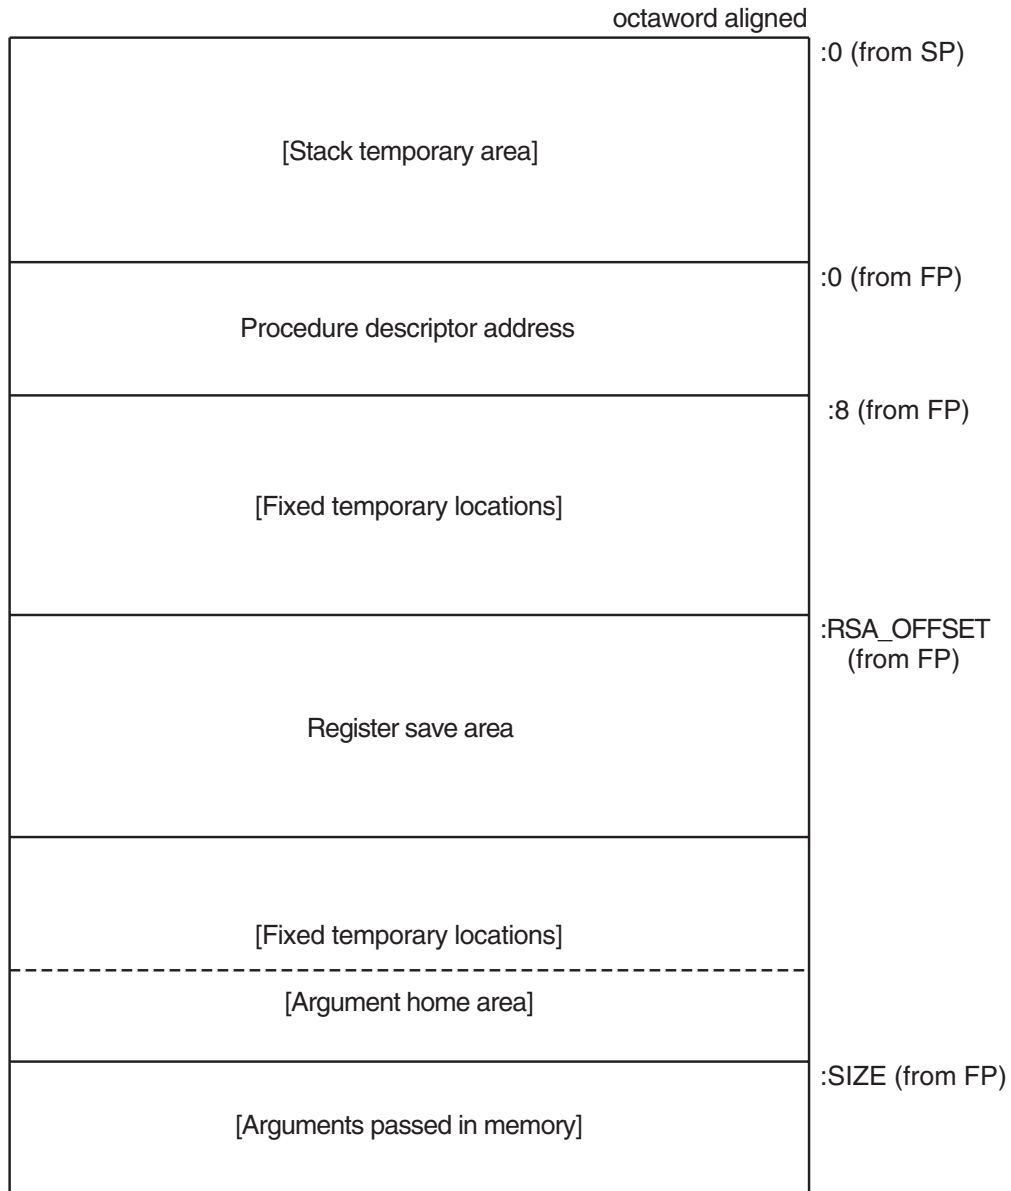 octaword aligned
:0 (from SP)
[Stack temporary area]
:0 (from FP)
Procedure descriptor address
:8 (from FP)
[Fixed temporary locations]
:RSA_OFFSET
(from FP)
Register save area
[Fixed temporary locations]
[Argument home area]
:SIZE (from FP)
[Arguments passed in memory]